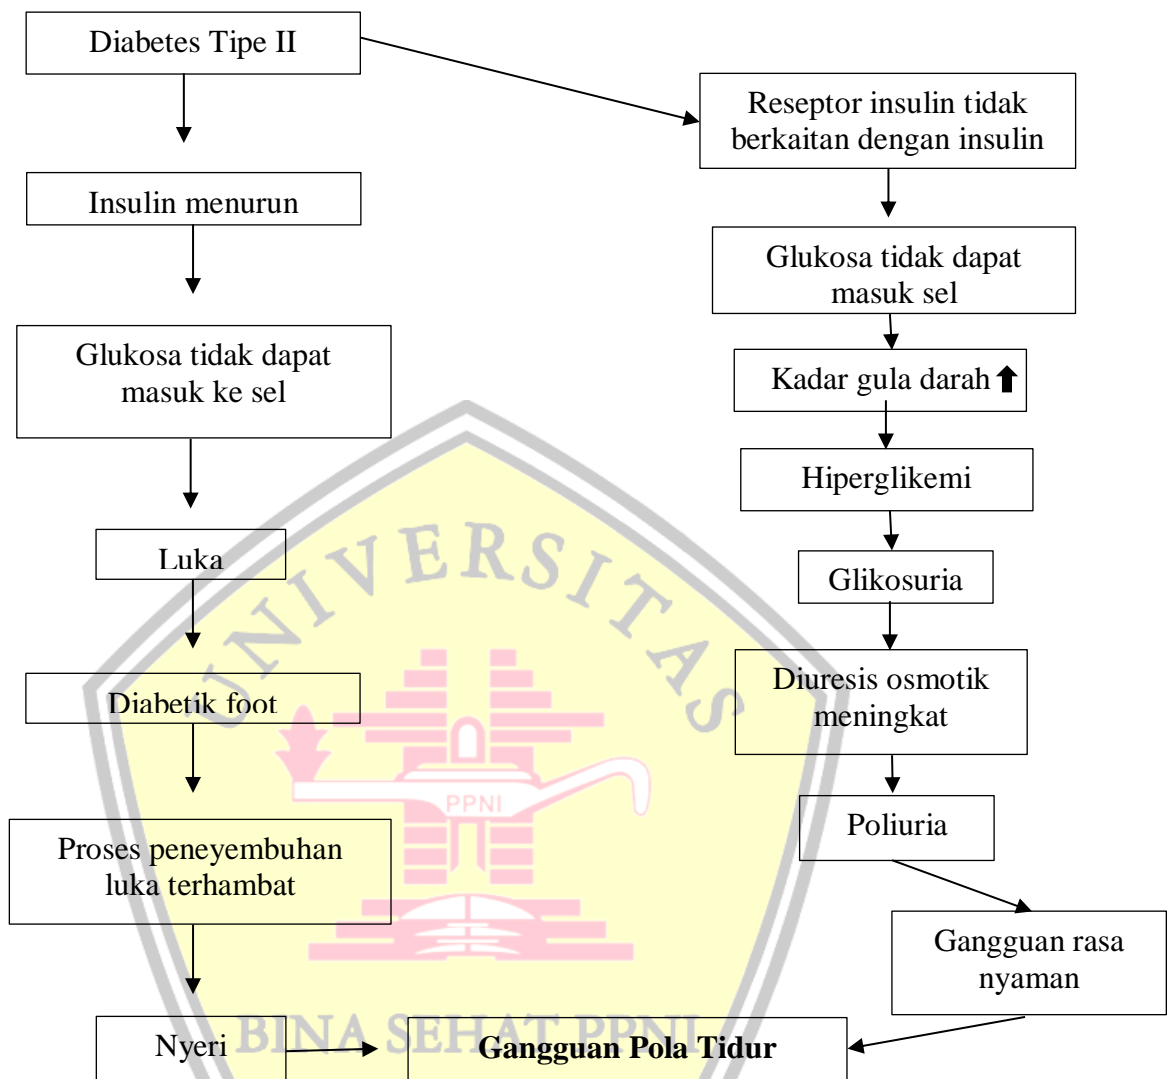 Diabetes Tipe II
Reseptor insulin tidak
berkaitan dengan insulin
Insulin menurun
Glukosa tidak dapat
masuk sel
Glukosa tidak dapat
masuk ke sel
Kadar gula darah
Hiperglikemi
Luka
Glikosuria
UNIVERSITAS
Diabetik foot
Diuresis osmotik
meningkat
PPNI
Poliuria
Proses peneyembuhan
luka terhambat
Gangguan rasa
nyaman
Nyeri
BINA SEHAT PPNI
Gangguan Pola Tidur